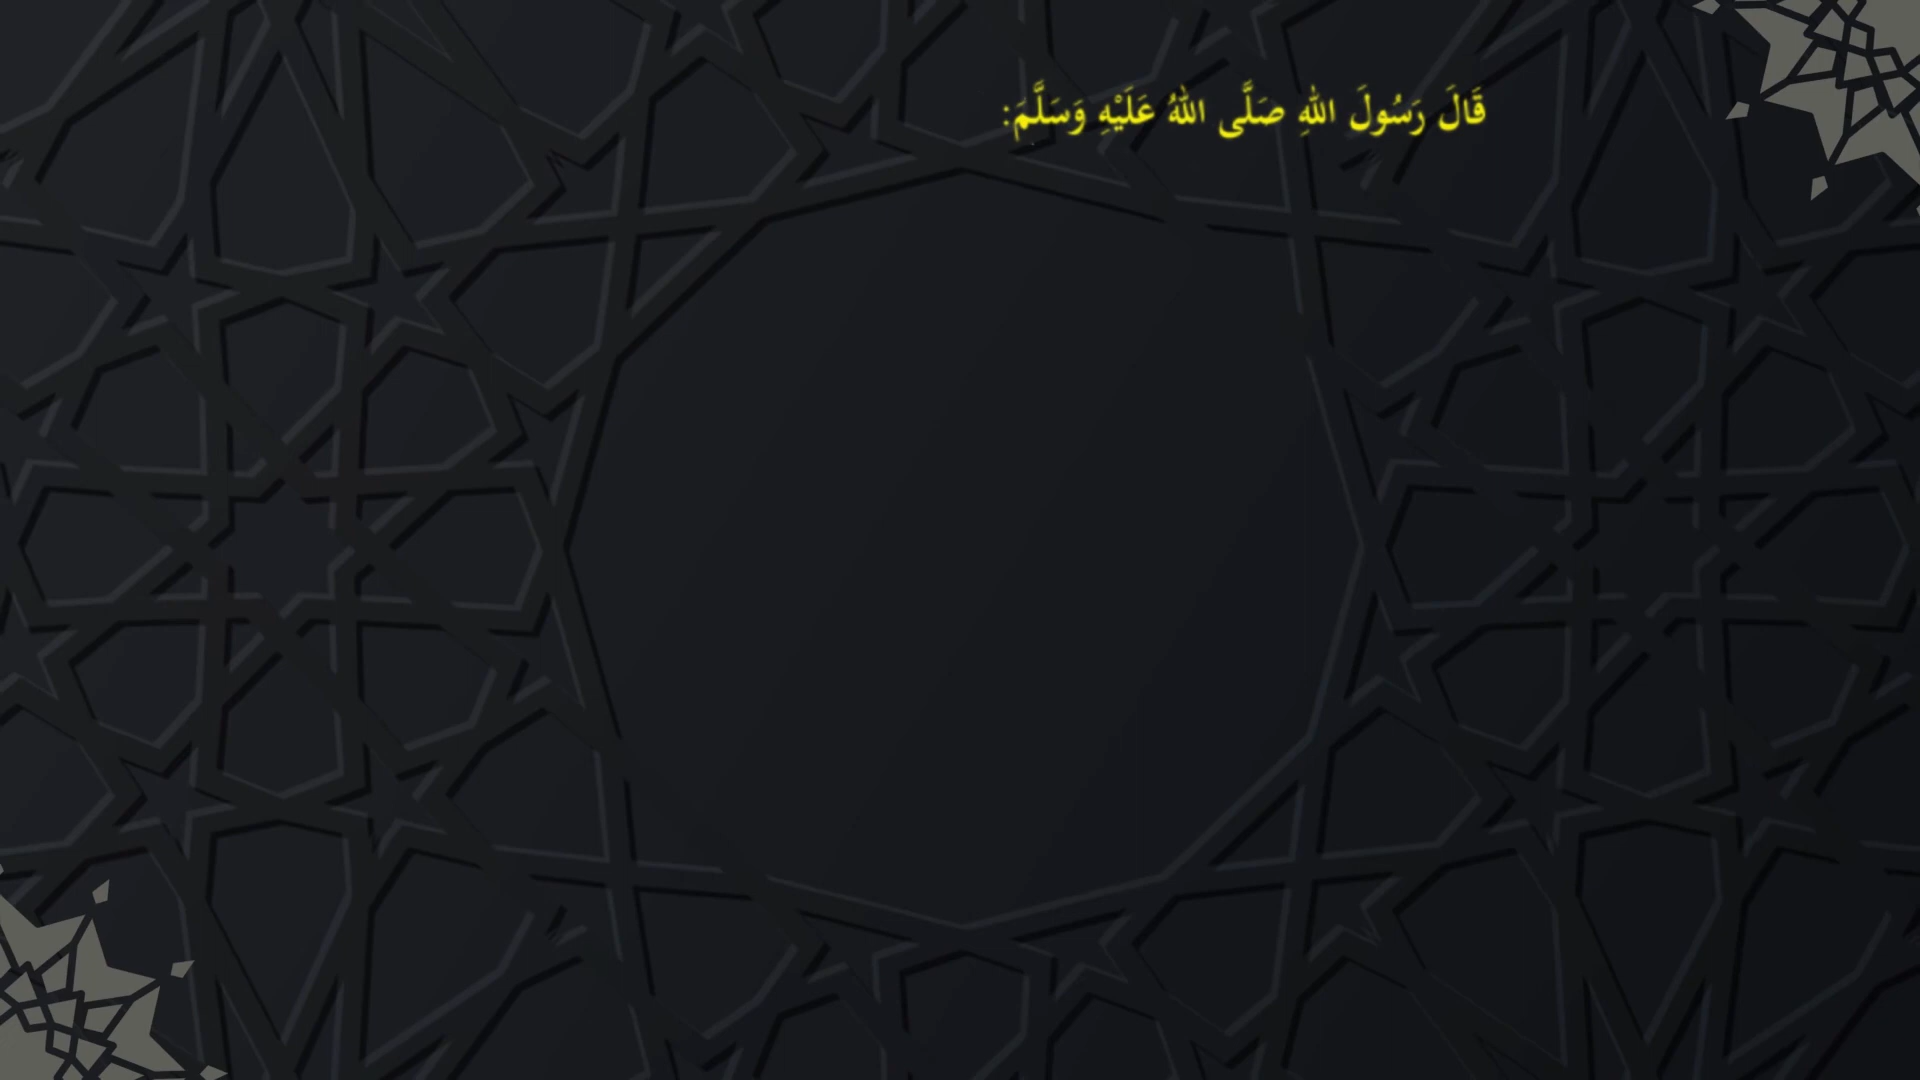 قَالَ رَسُولَ اللهِ صَلَّى اللهُ عَلَيْهِ وَسَلَّمَ: